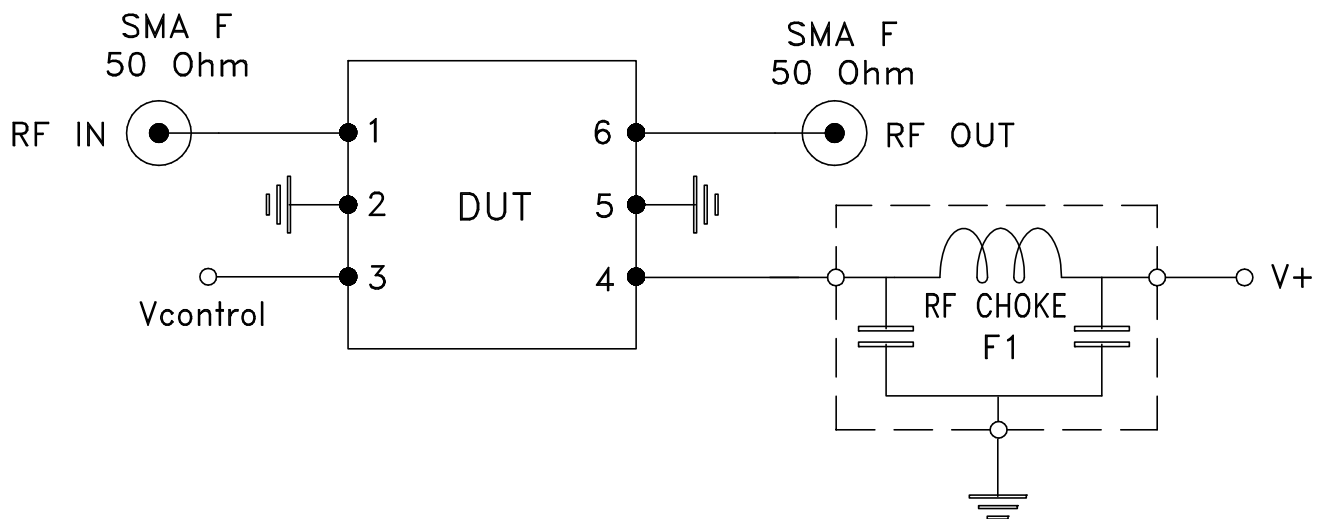 SMA F
50 Ohm
RF IN
1
2
3
Vcontrol
DUT
6
5
4
SMA F
50 Ohm
RF OUT
RF CHOKE
F1
V+